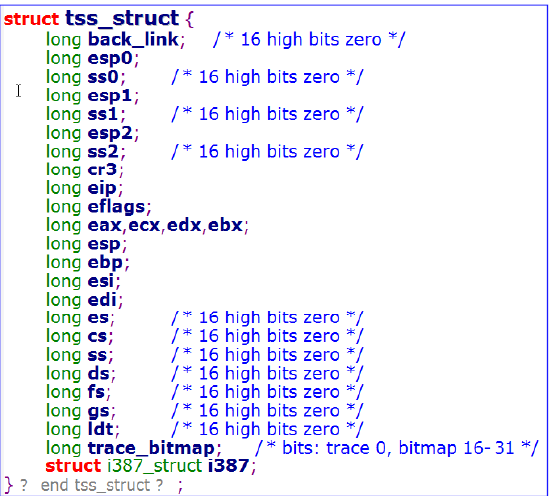 struct tss_struct {
long back_link; /* 16 high bits zero */
long esp0;
long ss0; /* 16 high bits zero */
long esp1;
long ss1; /* 16 high bits zero */
long esp2;
long ss2; /* 16 high bits zero */
long cr3;
long eip;
long eflags;
long eax,ecx,edx,ebx;
long esp;
long ebp;
long esi;
long edi;
long es; /* 16 high bits zero */
long cs; /* 16 high bits zero */
long ss; /* 16 high bits zero */
long ds; /* 16 high bits zero */
long fs; /* 16 high bits zero */
long gs; /* 16 high bits zero */
long ldt; /* 16 high bits zero */
long trace_bitmap; /* bits: trace 0, bitmap 16-31 */
struct i387_struct i387;
} ? end tss_struct ? ;